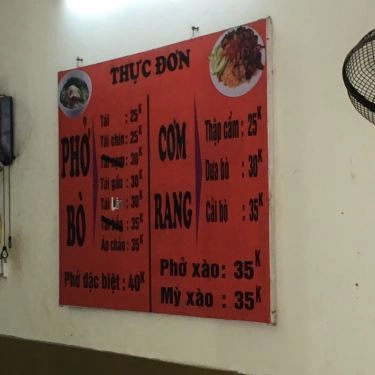 THỰC ĐƠN
PHỞ BÒ
Tái : 25K
Tái chín : 25K
: 30K
Tái gầu : 30K
Tái : 30K
Tái : 35K
Áp chảo : 35K
Phở đặc biệt : 40K
CƠM RANG
Thập cẩm : 25K
Dưa bò : 30K
Cải bò : 35K
Phở xào : 35K
Mỳ xào : 35K